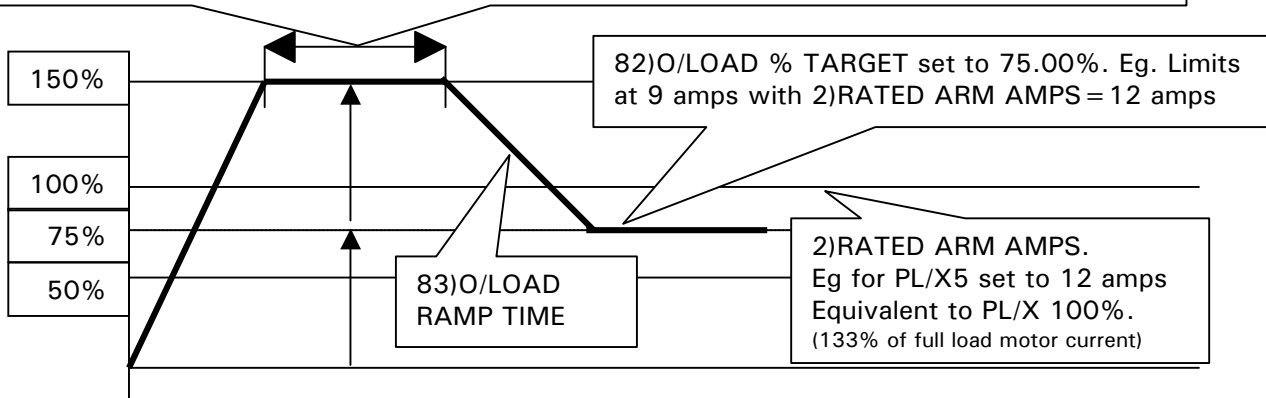 150%
82)O/LOAD % TARGET set to 75.00%. Eg. Limits
at 9 amps with 2)RATED ARM AMPS=12 amps
100%
75%
50%
83)O/LOAD
RAMP TIME
2)RATED ARM AMPS.
Eg for PL/X5 set to 12 amps
Equivalent to PL/X 100%.
(133% of full load motor current)